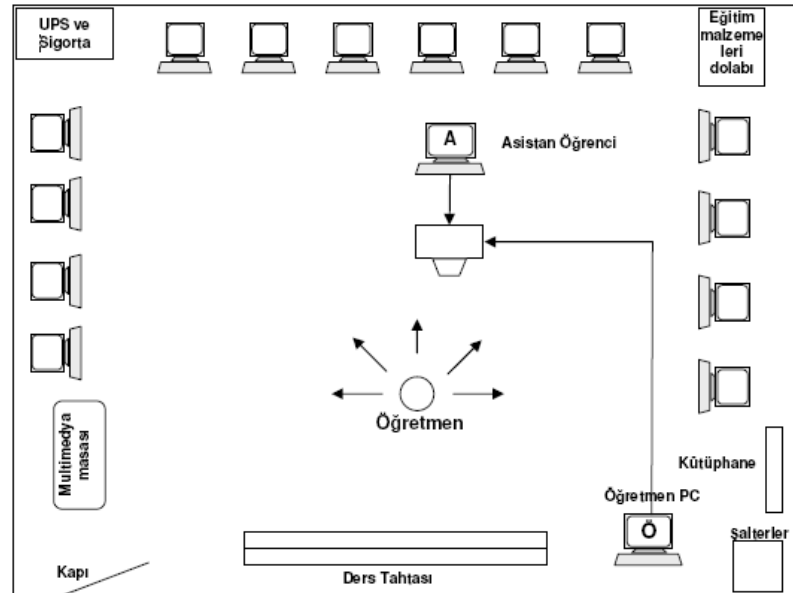 UPS ve
Şigorta
Eğitim
malzeme
leri
dolabı
A
Asistan Öğrenci
Öğretmen
Multimedya
masası
Kütüphane
Öğretmen PC
Ö
Şalterler
Kapı
Ders Tahtası